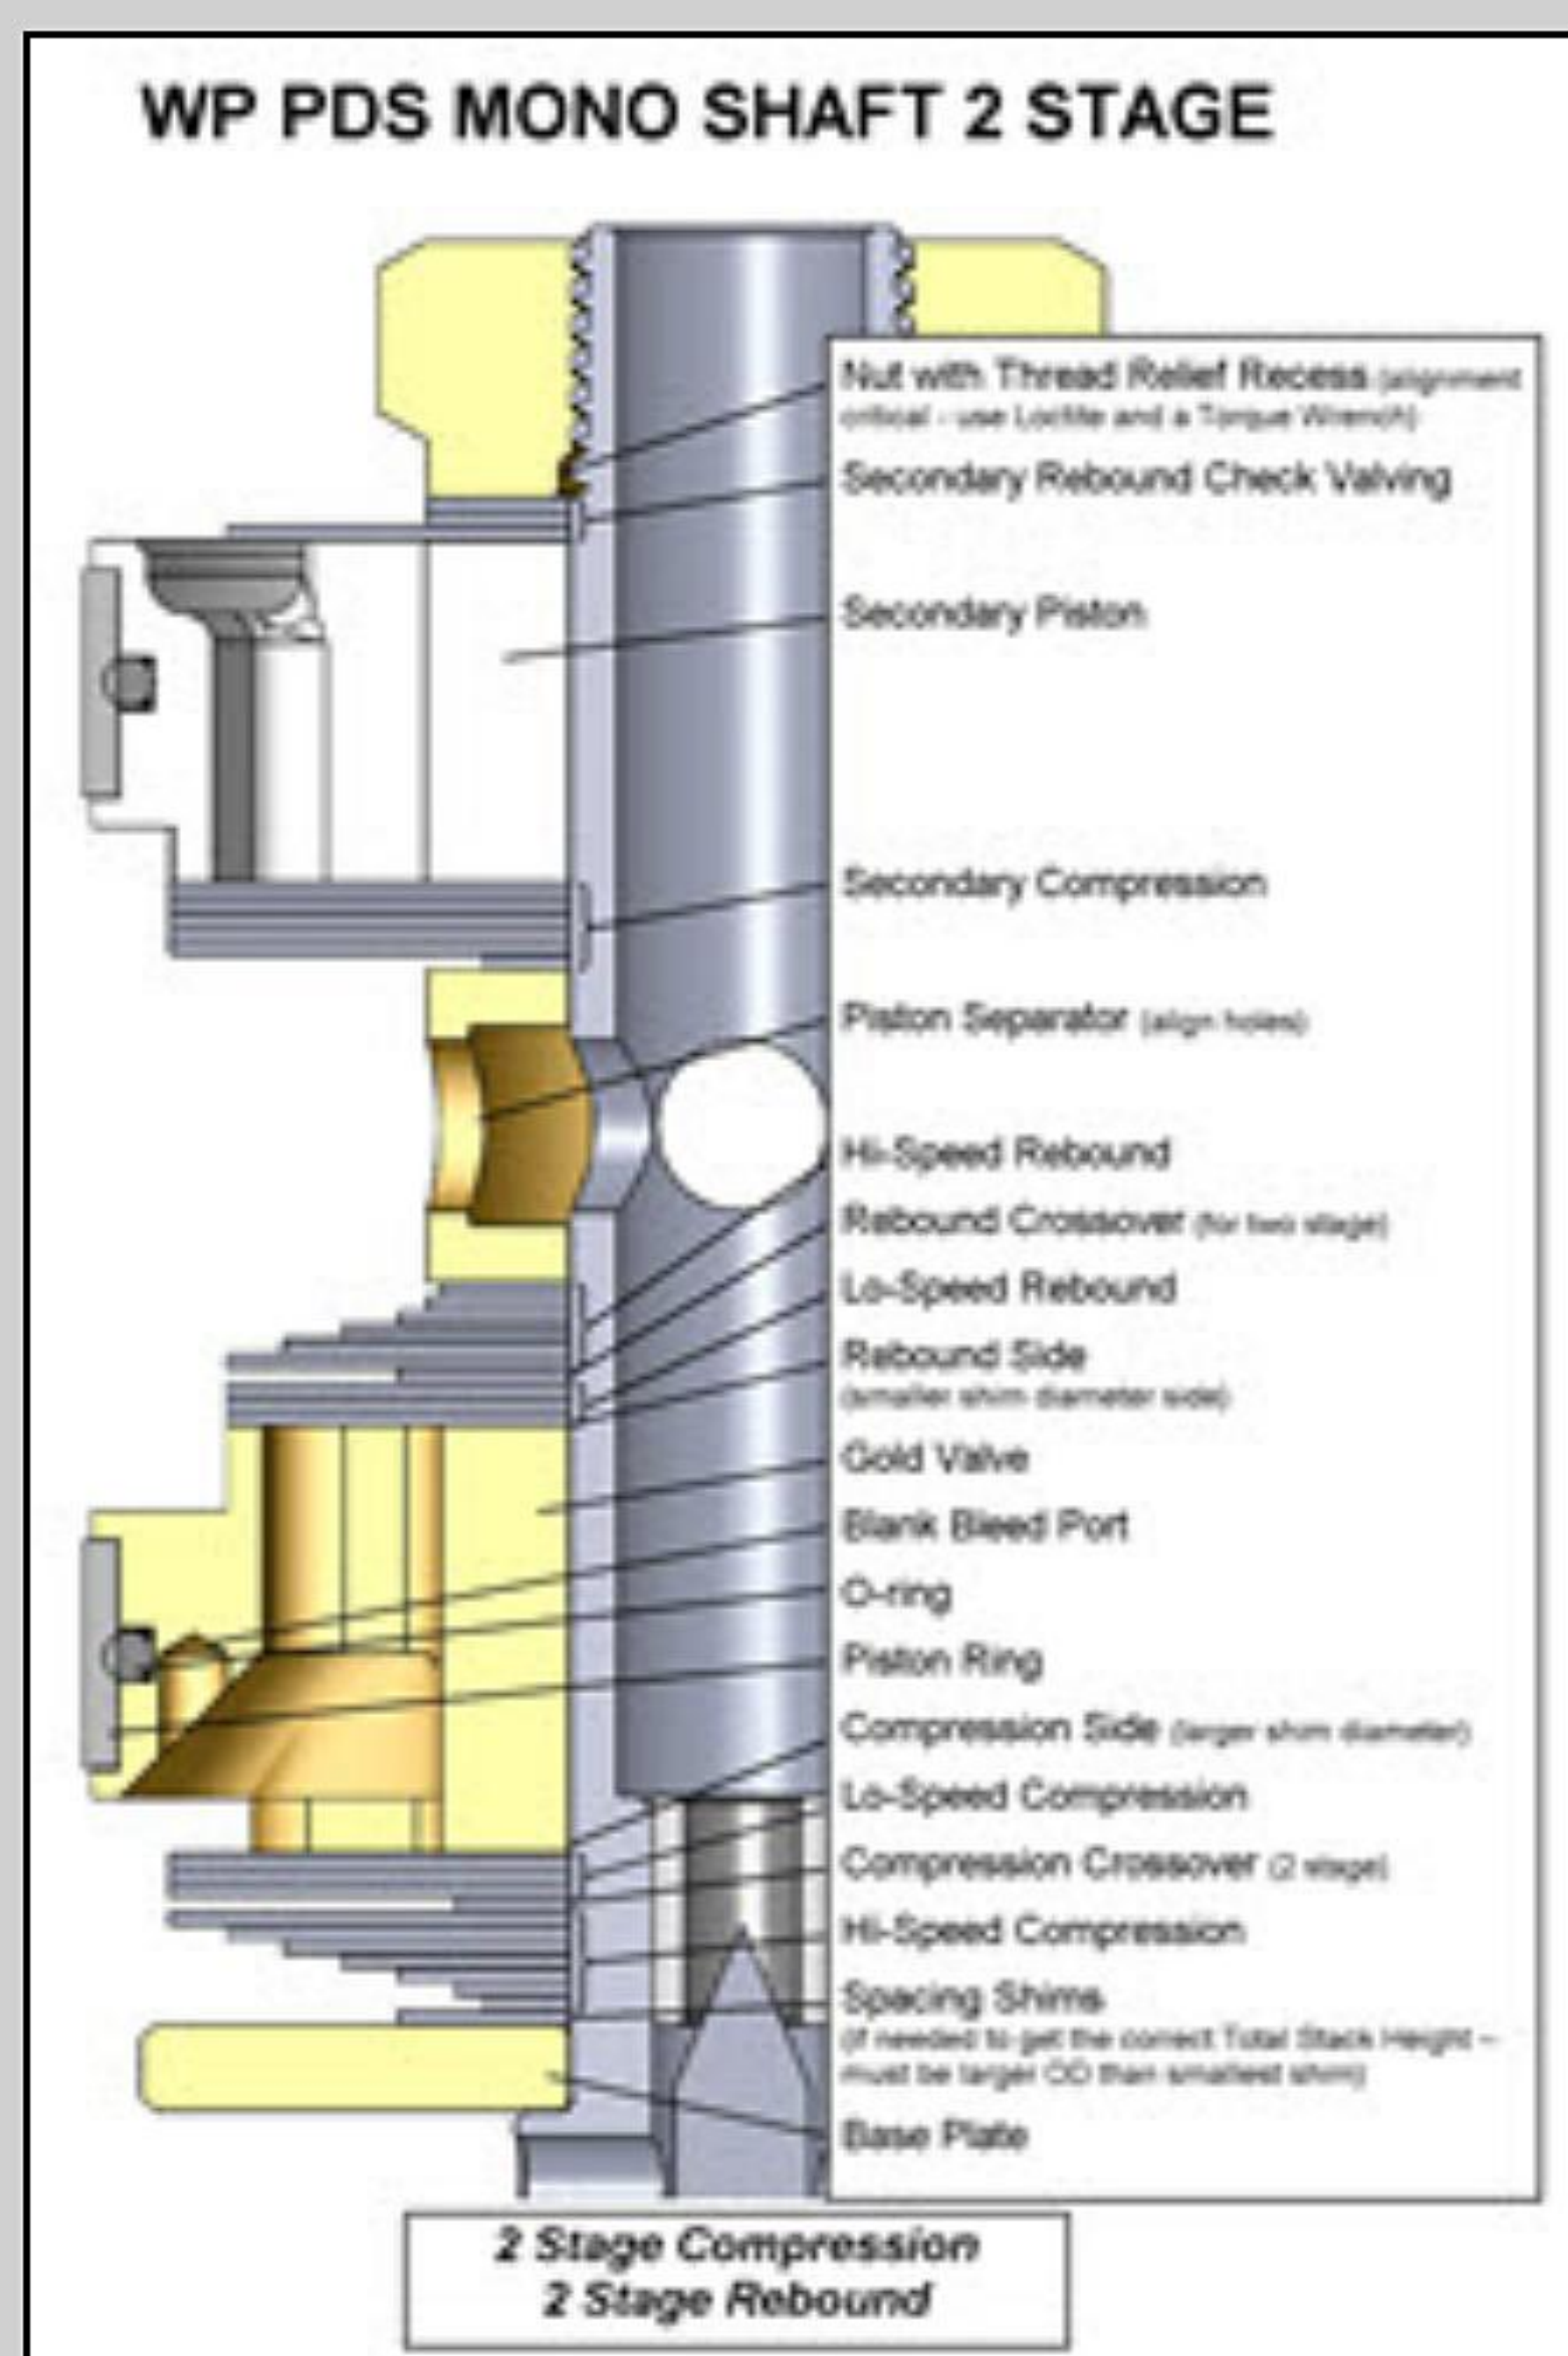 WP PDS MONO SHAFT 2 STAGE
Nut with Thread Relief Recess (alignment
critical - use Loctite and a Torque Wrench)
Secondary Rebound Check Valving
Secondary Piston
Secondary Compression
Piston Separator (align holes)
Hi-Speed Rebound
Rebound Crossover (for two stage)
Lo-Speed Rebound
Rebound Side
(smaller shim diameter side)
Gold Valve
Blank Bleed Port
O-ring
Piston Ring
Compression Side (larger shim diameter)
Lo-Speed Compression
Compression Crossover (2 stage)
Hi-Speed Compression
Spacing Shims
(if needed to get the correct Total Stack Height –
must be larger OD than smallest shim)
Base Plate
2 Stage Compression
2 Stage Rebound